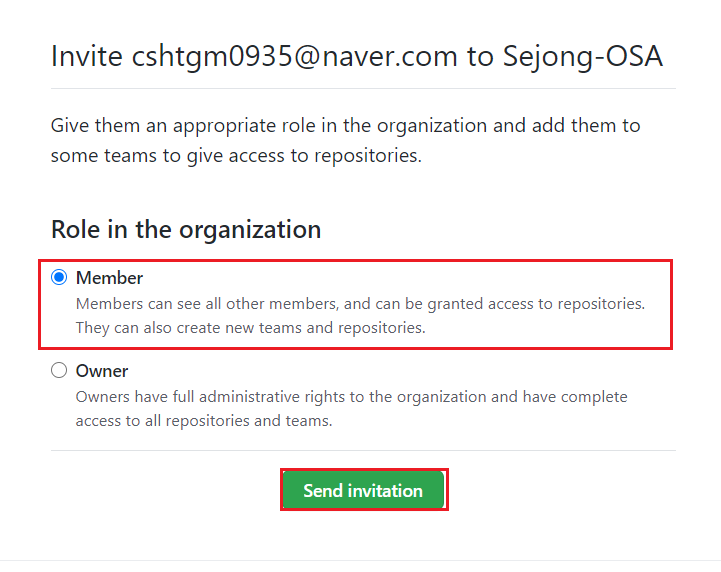 Invite cshtgm0935@naver.com to Sejong-OSA
Give them an appropriate role in the organization and add them to
some teams to give access to repositories.
Role in the organization
Member
Members can see all other members, and can be granted access to repositories.
They can also create new teams and repositories.
Owner
Owners have full administrative rights to the organization and have complete
access to all repositories and teams.
Send invitation